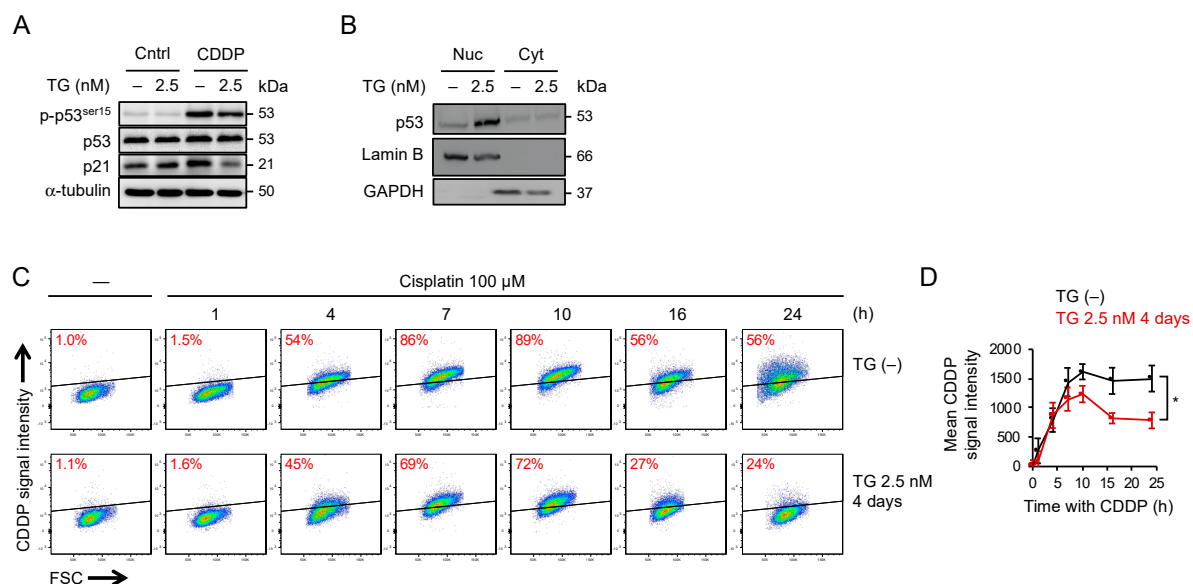 A
Cntrl CDDP
TG (nM) – 2.5 – 2.5 kDa
p-p53ser15 53
p53 53
p21 21
α-tubulin 50
B
Nuc Cyt
TG (nM) – 2.5 – 2.5 kDa
p53 53
Lamin B 66
GAPDH 37
C
— Cisplatin 100 µM
1 4 7 10 16 24 (h)
1.0% 1.5% 54% 86% 89% 56% 56%
TG (–)
1.1% 1.6% 45% 69% 72% 27% 24%
TG 2.5 nM
4 days
CDDP signal intensity
FSC
D
TG (–)
TG 2.5 nM 4 days
2000
1500
1000
500
0
*
Mean CDDP
signal intensity
0 5 10 15 20 25
Time with CDDP (h)